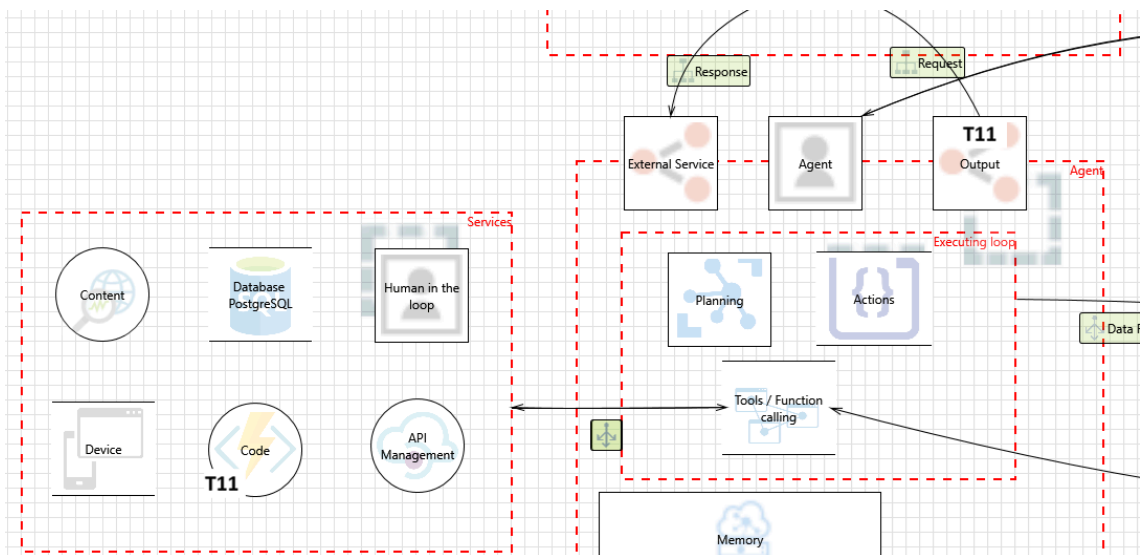 Response
Request
T11
External Service
Agent
Output
Agent
Services
Executing loop
Content
Database
PostgreSQL
Human in the
loop
Planning
Actions
Data
Device
Code
API
Management
T11
Tools / Function
calling
Memory